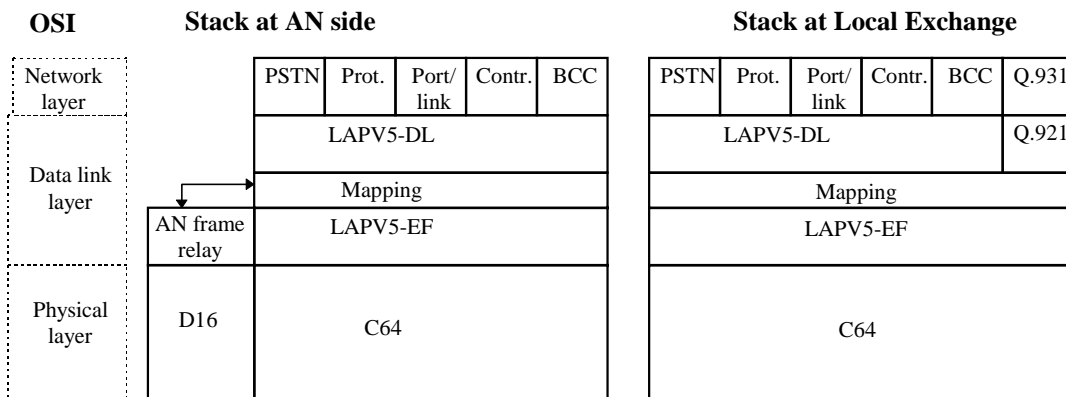 OSI
Stack at AN side
Stack at Local Exchange
Network
layer
PSTN Prot. Port/ Contr. BCC
link
PSTN Prot. Port/ Contr. BCC Q.931
link
LAPV5-DL
LAPV5-DL Q.921
Data link
layer
Mapping
Mapping
AN frame
relay
LAPV5-EF
LAPV5-EF
Physical
layer
D16
C64
C64